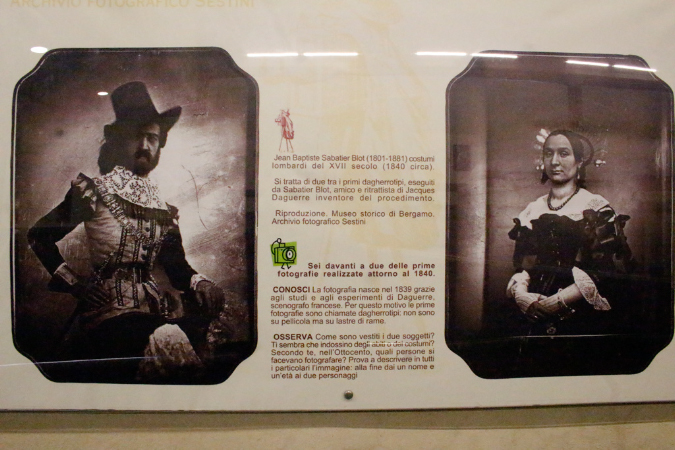 ARCHIVIO FOTOGRAFICO SESTINI
Jean Baptiste Sabatier Blot (1801-1881) costumi
lombardi del XVII secolo (1840 circa).
Si tratta di due tra i primi dagherrotipi, eseguiti
da Sabatier Blot, amico e ritrattista di Jacques
Daguerre inventore del procedimento.
Riproduzione. Museo storico di Bergamo,
Archivio fotografico Sestini
Sei davanti a due delle prime
fotografie realizzate attorno al 1840.
CONOSCI La fotografia nasce nel 1839 grazie
agli studi e agli esperimenti di Daguerre,
scenografo francese. Per questo motivo le prime
fotografie sono chiamate dagherrotipi: non sono
su pellicola ma su lastre di rame.
OSSERVA Come sono vestiti i due soggetti?
Ti sembra che indossino degli abiti o dei costumi?
Secondo te, nell'Ottocento, quali persone si
facevano fotografare? Prova a descrivere in tutti
i particolari l'immagine: alla fine dai un nome e
un'età ai due personaggi